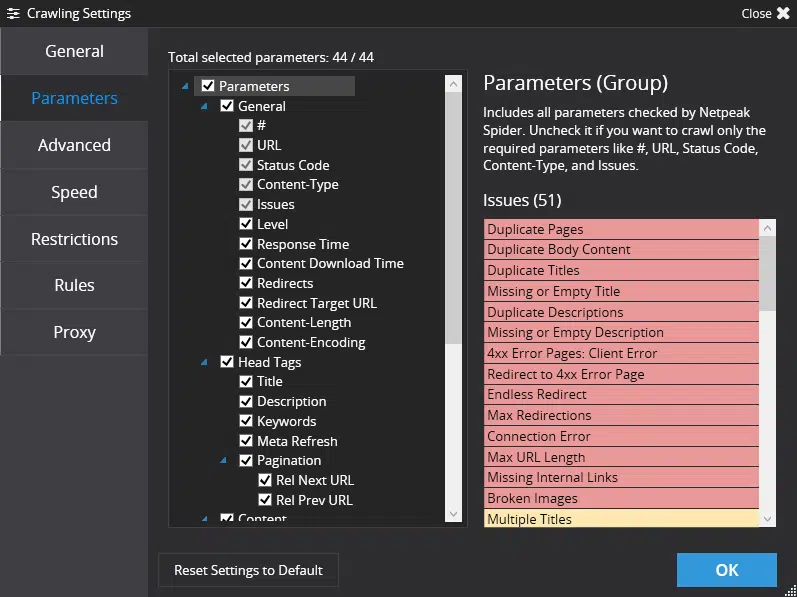 Crawling Settings
Close
General
Parameters
Advanced
Speed
Restrictions
Rules
Proxy
Total selected parameters: 44 / 44
Parameters
General
#
URL
Status Code
Content-Type
Issues
Level
Response Time
Content Download Time
Redirects
Redirect Target URL
Content-Length
Content-Encoding
Head Tags
Title
Description
Keywords
Meta Refresh
Pagination
Rel Next URL
Rel Prev URL
Content
Parameters (Group)
Includes all parameters checked by Netpeak
Spider. Uncheck it if you want to crawl only the
required parameters like #, URL, Status Code,
Content-Type, and Issues.
Issues (51)
Duplicate Pages
Duplicate Body Content
Duplicate Titles
Missing or Empty Title
Duplicate Descriptions
Missing or Empty Description
4xx Error Pages: Client Error
Redirect to 4xx Error Page
Endless Redirect
Max Redirections
Connection Error
Max URL Length
Missing Internal Links
Broken Images
Multiple Titles
Reset Settings to Default
OK